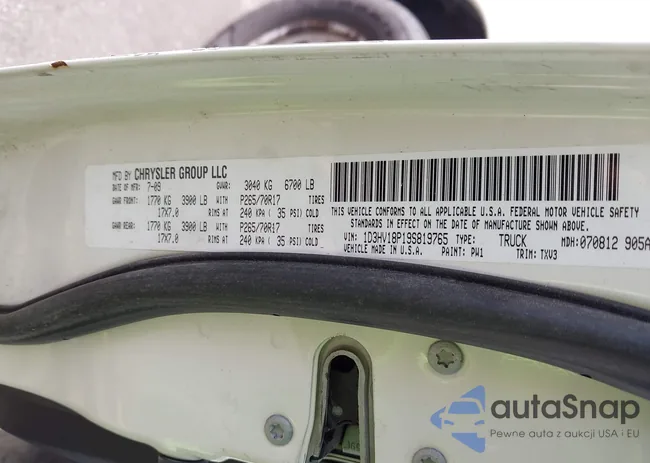 MFD BY CHRYSLER GROUP LLC
DATE OF MFR: 7-09 GVWR: 3040 KG 6700 LB
GAWR FRONT: 1770 KG 3900 LB P265/70R17 TIRES
17X7.0 RIMS AT 240 KPA ( 35 PSI) COLD
GAWR REAR: 1770 KG 3900 LB P265/70R17 TIRES
17X7.0 RIMS AT 240 KPA ( 35 PSI) COLD
THIS VEHICLE CONFORMS TO ALL APPLICABLE U.S.A. FEDERAL MOTOR VEHICLE SAFETY
STANDARDS IN EFFECT ON THE DATE OF MANUFACTURE SHOWN ABOVE.
VIN: 1D3HV18P19S819765 TYPE: TRUCK MDH:070812 905A
VEHICLE MADE IN U.S.A. PAINT: PW1 TRIM: TXV3
autoSnap
Pewne auta z aukcji USA i EU